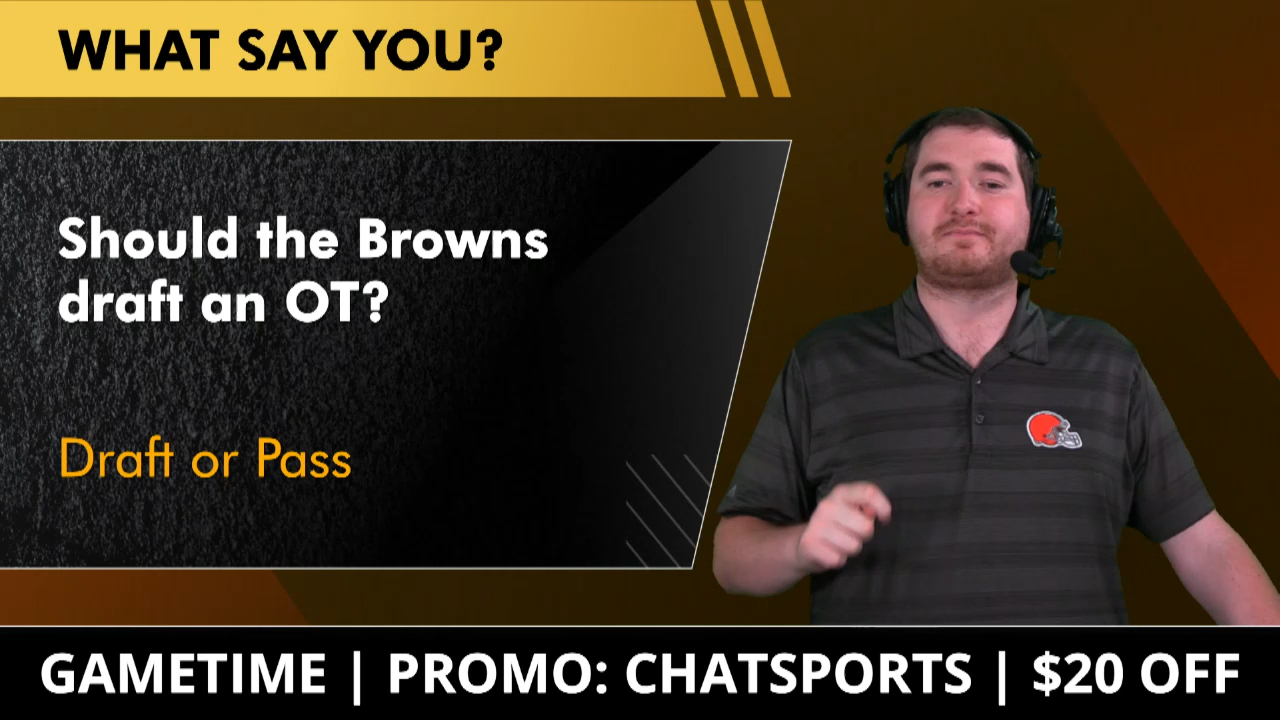 WHAT SAY YOU?
Should the Browns
draft an OT?
Draft or Pass
GAMETIME | PROMO: CHATSPORTS | $20 OFF